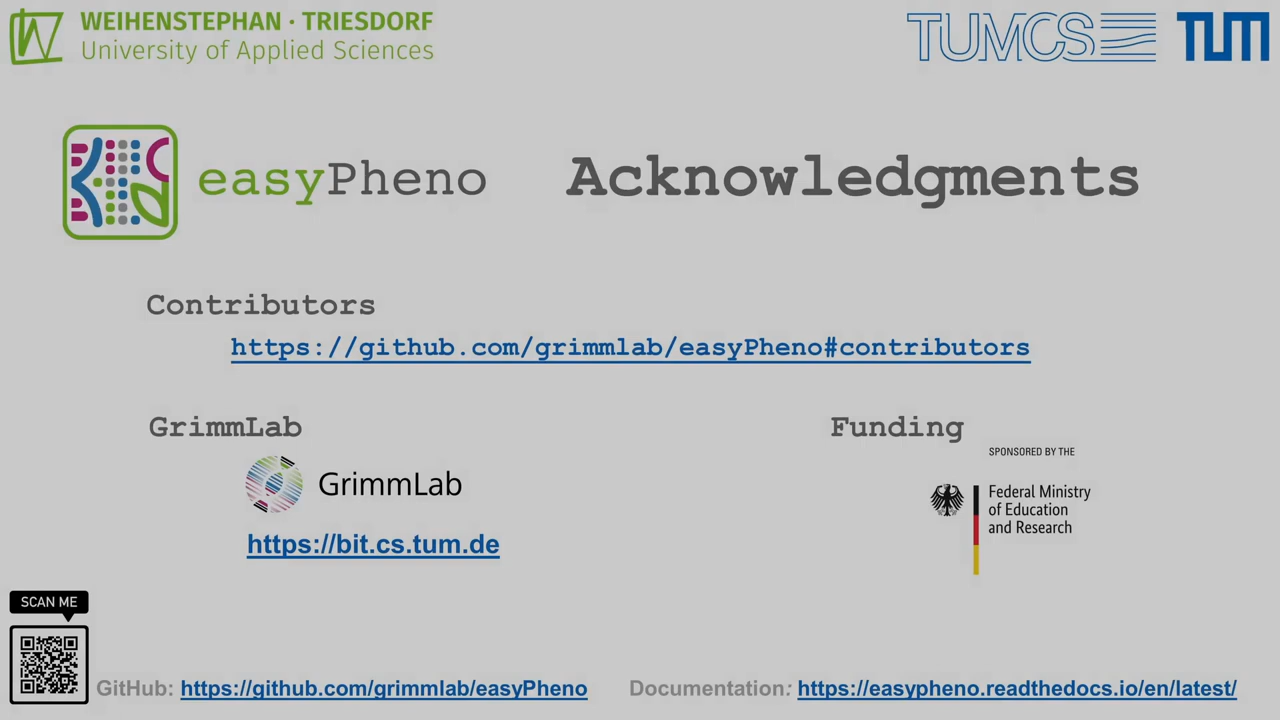 WEIHENSTEPHAN · TRIESDORF
University of Applied Sciences
TUMCS
TUM
easyPheno
Acknowledgments
Contributors
https://github.com/grimmlab/easyPheno#contributors
GrimmLab
GrimmLab
https://bit.cs.tum.de
Funding
SPONSORED BY THE
Federal Ministry
of Education
and Research
SCAN ME
GitHub: https://github.com/grimmlab/easyPheno
Documentation: https://easypheno.readthedocs.io/en/latest/